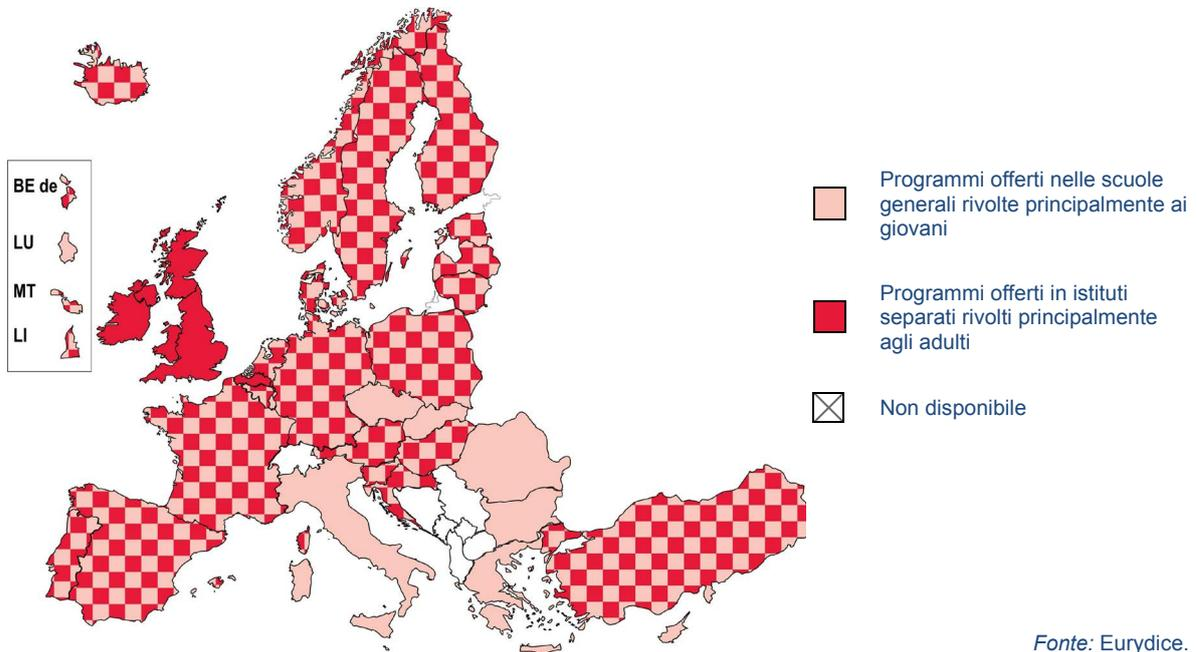 BE de
LU
MT
LI
Programmi offerti nelle scuole
generali rivolte principalmente ai
giovani
Programmi offerti in istituti
separati rivolti principalmente
agli adulti
Non disponibile
Fonte: Eurydice.